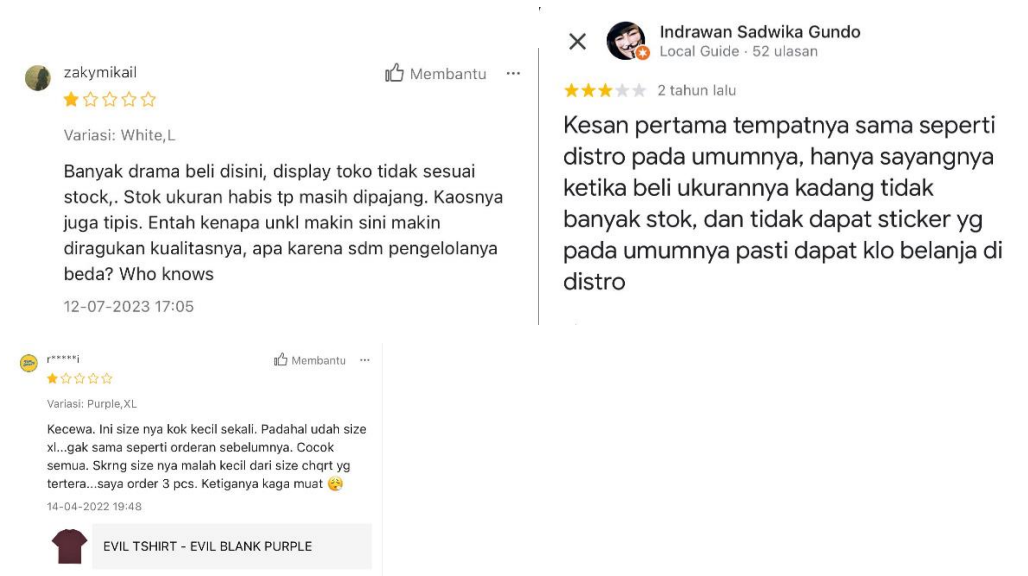 zakymikail
Membantu
Variasi: White,L
Banyak drama beli disini, display toko tidak sesuai
stock,. Stok ukuran habis tp masih dipajang. Kaosnya
juga tipis. Entah kenapa unkl makin sini makin
diragukan kualitasnya, apa karena sdm pengelolanya
beda? Who knows
12-07-2023 17:05
Indrawan Sadwika Gundo
Local Guide · 52 ulasan
2 tahun lalu
Kesan pertama tempatnya sama seperti
distro pada umumnya, hanya sayangnya
ketika beli ukurannya kadang tidak
banyak stok, dan tidak dapat sticker yg
pada umumnya pasti dapat klo belanja di
distro
r*****i
Membantu
Variasi: Purple,XL
Kecewa. Ini size nya kok kecil sekali. Padahal udah size
xl...gak sama seperti orderan sebelumnya. Cocok
semua. Skrng size nya malah kecil dari size chqrt yg
tertera...saya order 3 pcs. Ketiganya kaga muat 😥
14-04-2022 19:48
EVIL TSHIRT - EVIL BLANK PURPLE